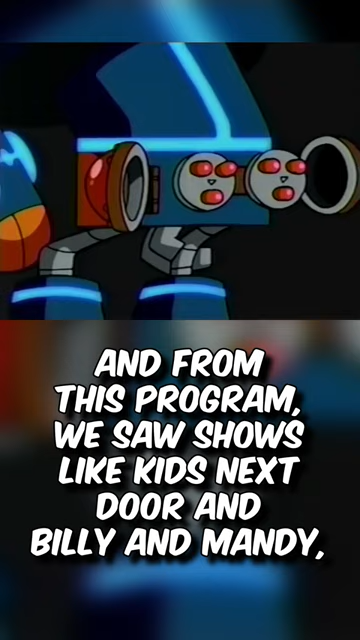 AND FROM
THIS PROGRAM,
WE SAW SHOWS
LIKE KIDS NEXT
DOOR AND
BILLY AND MANDY,